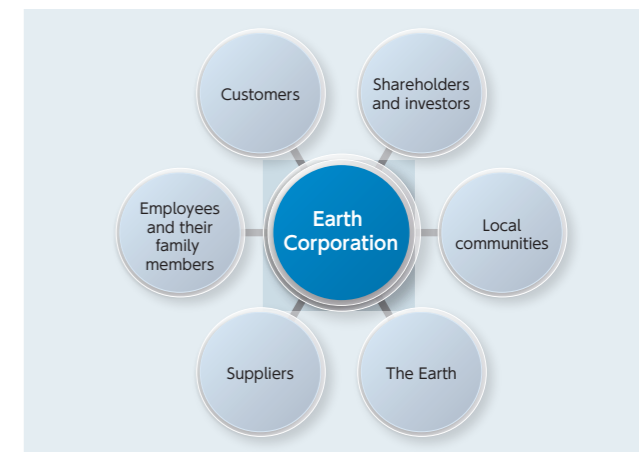 Customers
Shareholders
and investors
Employees
and their
family
members
Earth
Corporation
Local
communities
Suppliers
The Earth